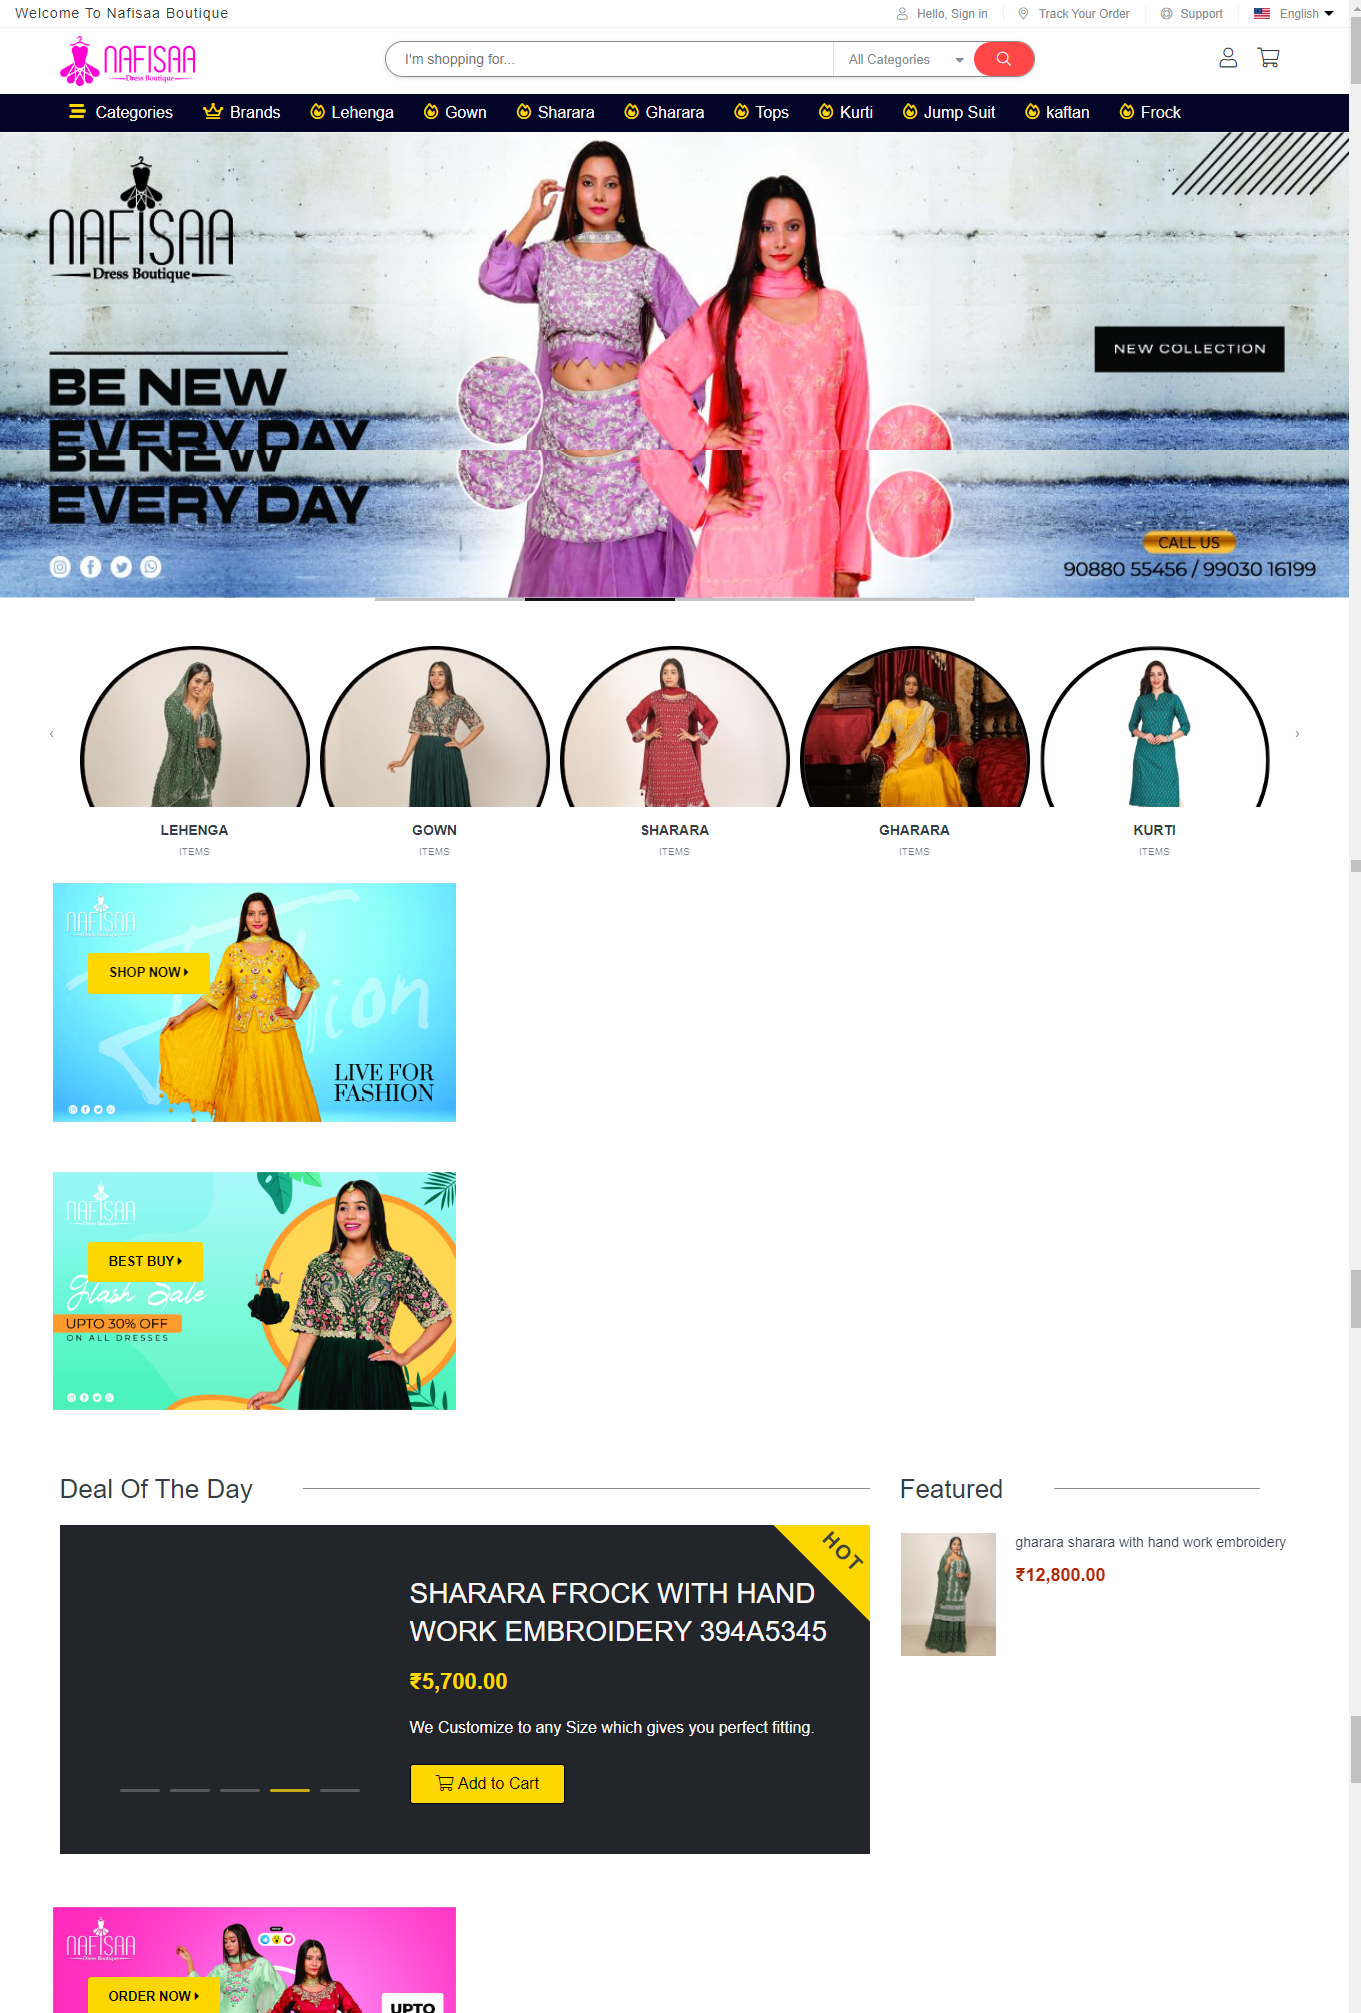 Welcome To Nafisaa Boutique
Hello, Sign in
Track Your Order
Support
English
NAFISAA
Dress Boutique
I'm shopping for...
All Categories
Categories
Brands
Lehenga
Gown
Sharara
Gharara
Tops
Kurti
Jump Suit
kaftan
Frock
NAFISAA
Dress Boutique
NEW COLLECTION
BE NEW
EVERY DAY
BE NEW
EVERY DAY
CALL US
90880 55456 / 99030 16199
LEHENGA
ITEMS
GOWN
ITEMS
SHARARA
ITEMS
GHARARA
ITEMS
KURTI
ITEMS
NAFISAA
Dress Boutique
SHOP NOW
Fashion
LIVE FOR
FASHION
NAFISAA
Dress Boutique
BEST BUY
Flash Sale
UPTO 30% OFF
ON ALL DRESSES
Deal Of The Day
HOT
SHARARA FROCK WITH HAND
WORK EMBROIDERY 394A5345
₹5,700.00
We Customize to any Size which gives you perfect fitting.
Add to Cart
Featured
gharara sharara with hand work embroidery
₹12,800.00
NAFISAA
Dress Boutique
ORDER NOW
UPTO